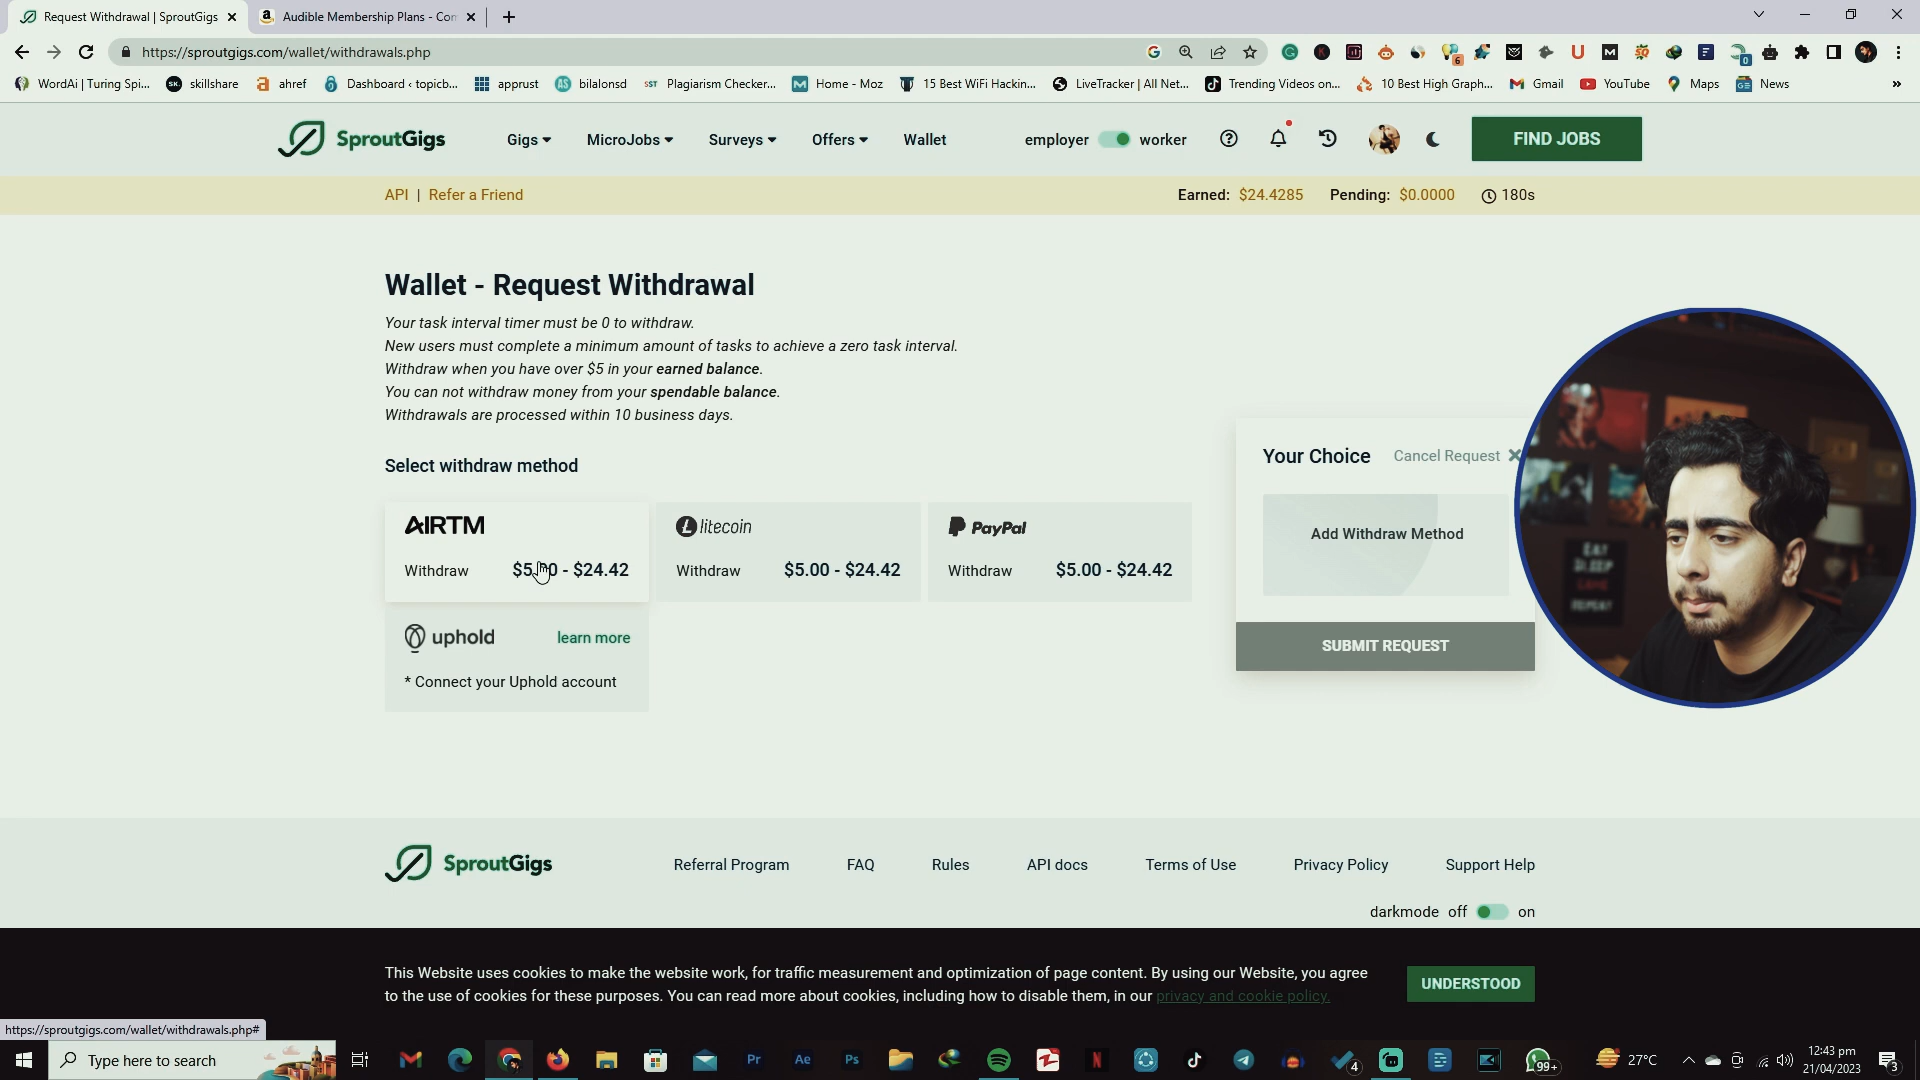 Request Withdrawal | SproutGigs
Audible Membership Plans - Con
https://sproutgigs.com/wallet/withdrawals.php
6
0
WordAi | Turing Spi...
skillshare
ahref
Dashboard ‹ topicb...
apprust
bilalonsd
Plagiarism Checker...
Home - Moz
15 Best WiFi Hackin...
LiveTracker | All Net...
Trending Videos on...
10 Best High Graph...
Gmail
YouTube
Maps
News
»
SproutGigs
Gigs
MicroJobs
Surveys
Offers
Wallet
employer
worker
FIND JOBS
API | Refer a Friend
Earned: $24.4285
Pending: $0.0000
180s
Wallet - Request Withdrawal
Your task interval timer must be 0 to withdraw.
New users must complete a minimum amount of tasks to achieve a zero task interval.
Withdraw when you have over $5 in your earned balance.
You can not withdraw money from your spendable balance.
Withdrawals are processed within 10 business days.
Select withdraw method
Your Choice
Cancel Request
AIRTM
Withdraw
- $24.42
litecoin
Withdraw
$5.00 - $24.42
PayPal
Withdraw
$5.00 - $24.42
Add Withdraw Method
SUBMIT REQUEST
uphold
learn more
* Connect your Uphold account
EAT
SLEEP
GAME
REPEAT
SproutGigs
Referral Program
FAQ
Rules
API docs
Terms of Use
Privacy Policy
Support Help
darkmode off on
This Website uses cookies to make the website work, for traffic measurement and optimization of page content. By using our Website, you agree
to the use of cookies for these purposes. You can read more about cookies, including how to disable them, in our privacy and cookie policy.
UNDERSTOOD
https://sproutgigs.com/wallet/withdrawals.php#
Type here to search
Pr
Ae
Ps
4
99+
27°C
12:43 pm
21/04/2023
3